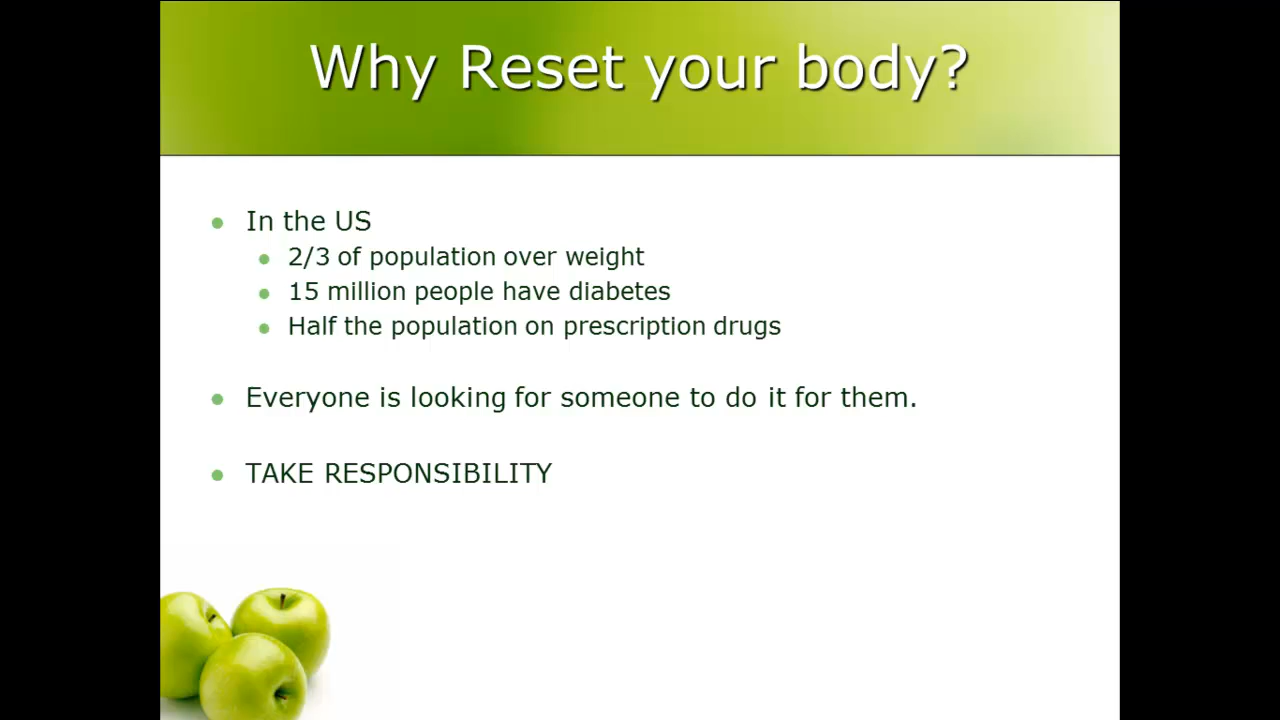 Why Reset your body?
In the US
2/3 of population over weight
15 million people have diabetes
Half the population on prescription drugs
Everyone is looking for someone to do it for them.
TAKE RESPONSIBILITY